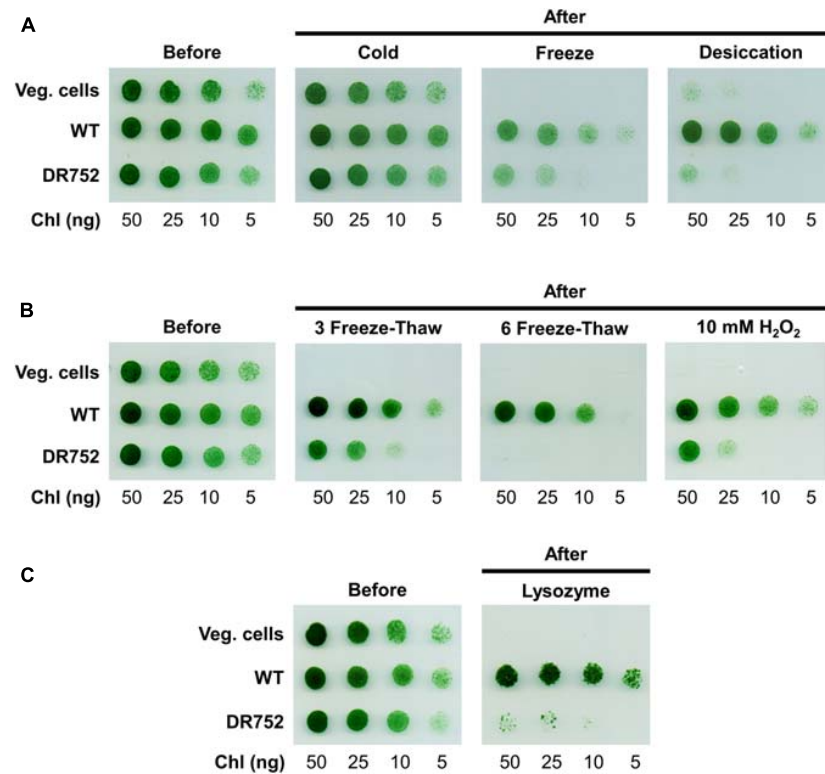 A
After
Before Cold Freeze Desiccation
Veg. cells
WT
DR752
Chl (ng) 50 25 10 5 50 25 10 5 50 25 10 5 50 25 10 5
B
After
Before 3 Freeze-Thaw 6 Freeze-Thaw 10 mM H₂O₂
Veg. cells
WT
DR752
Chl (ng) 50 25 10 5 50 25 10 5 50 25 10 5 50 25 10 5
C
After
Before Lysozyme
Veg. cells
WT
DR752
Chl (ng) 50 25 10 5 50 25 10 5